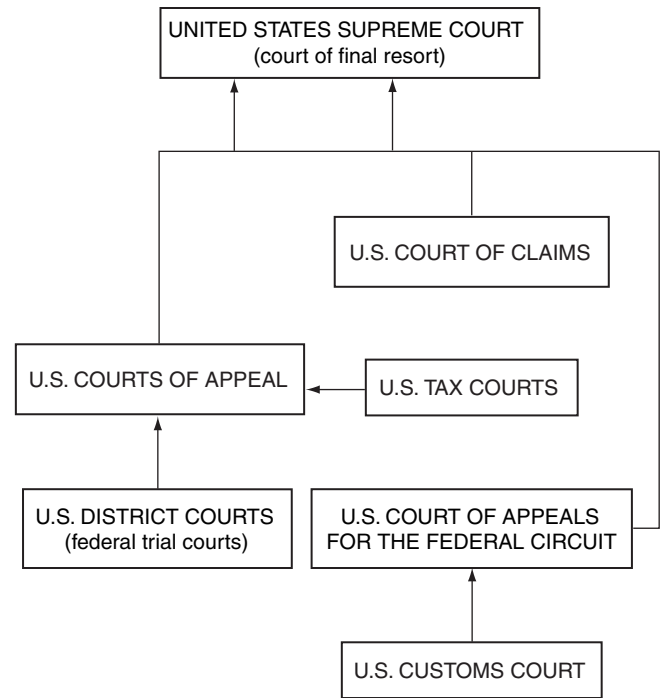 UNITED STATES SUPREME COURT
(court of final resort)
U.S. COURT OF CLAIMS
U.S. COURTS OF APPEAL
U.S. TAX COURTS
U.S. DISTRICT COURTS
(federal trial courts)
U.S. COURT OF APPEALS
FOR THE FEDERAL CIRCUIT
U.S. CUSTOMS COURT